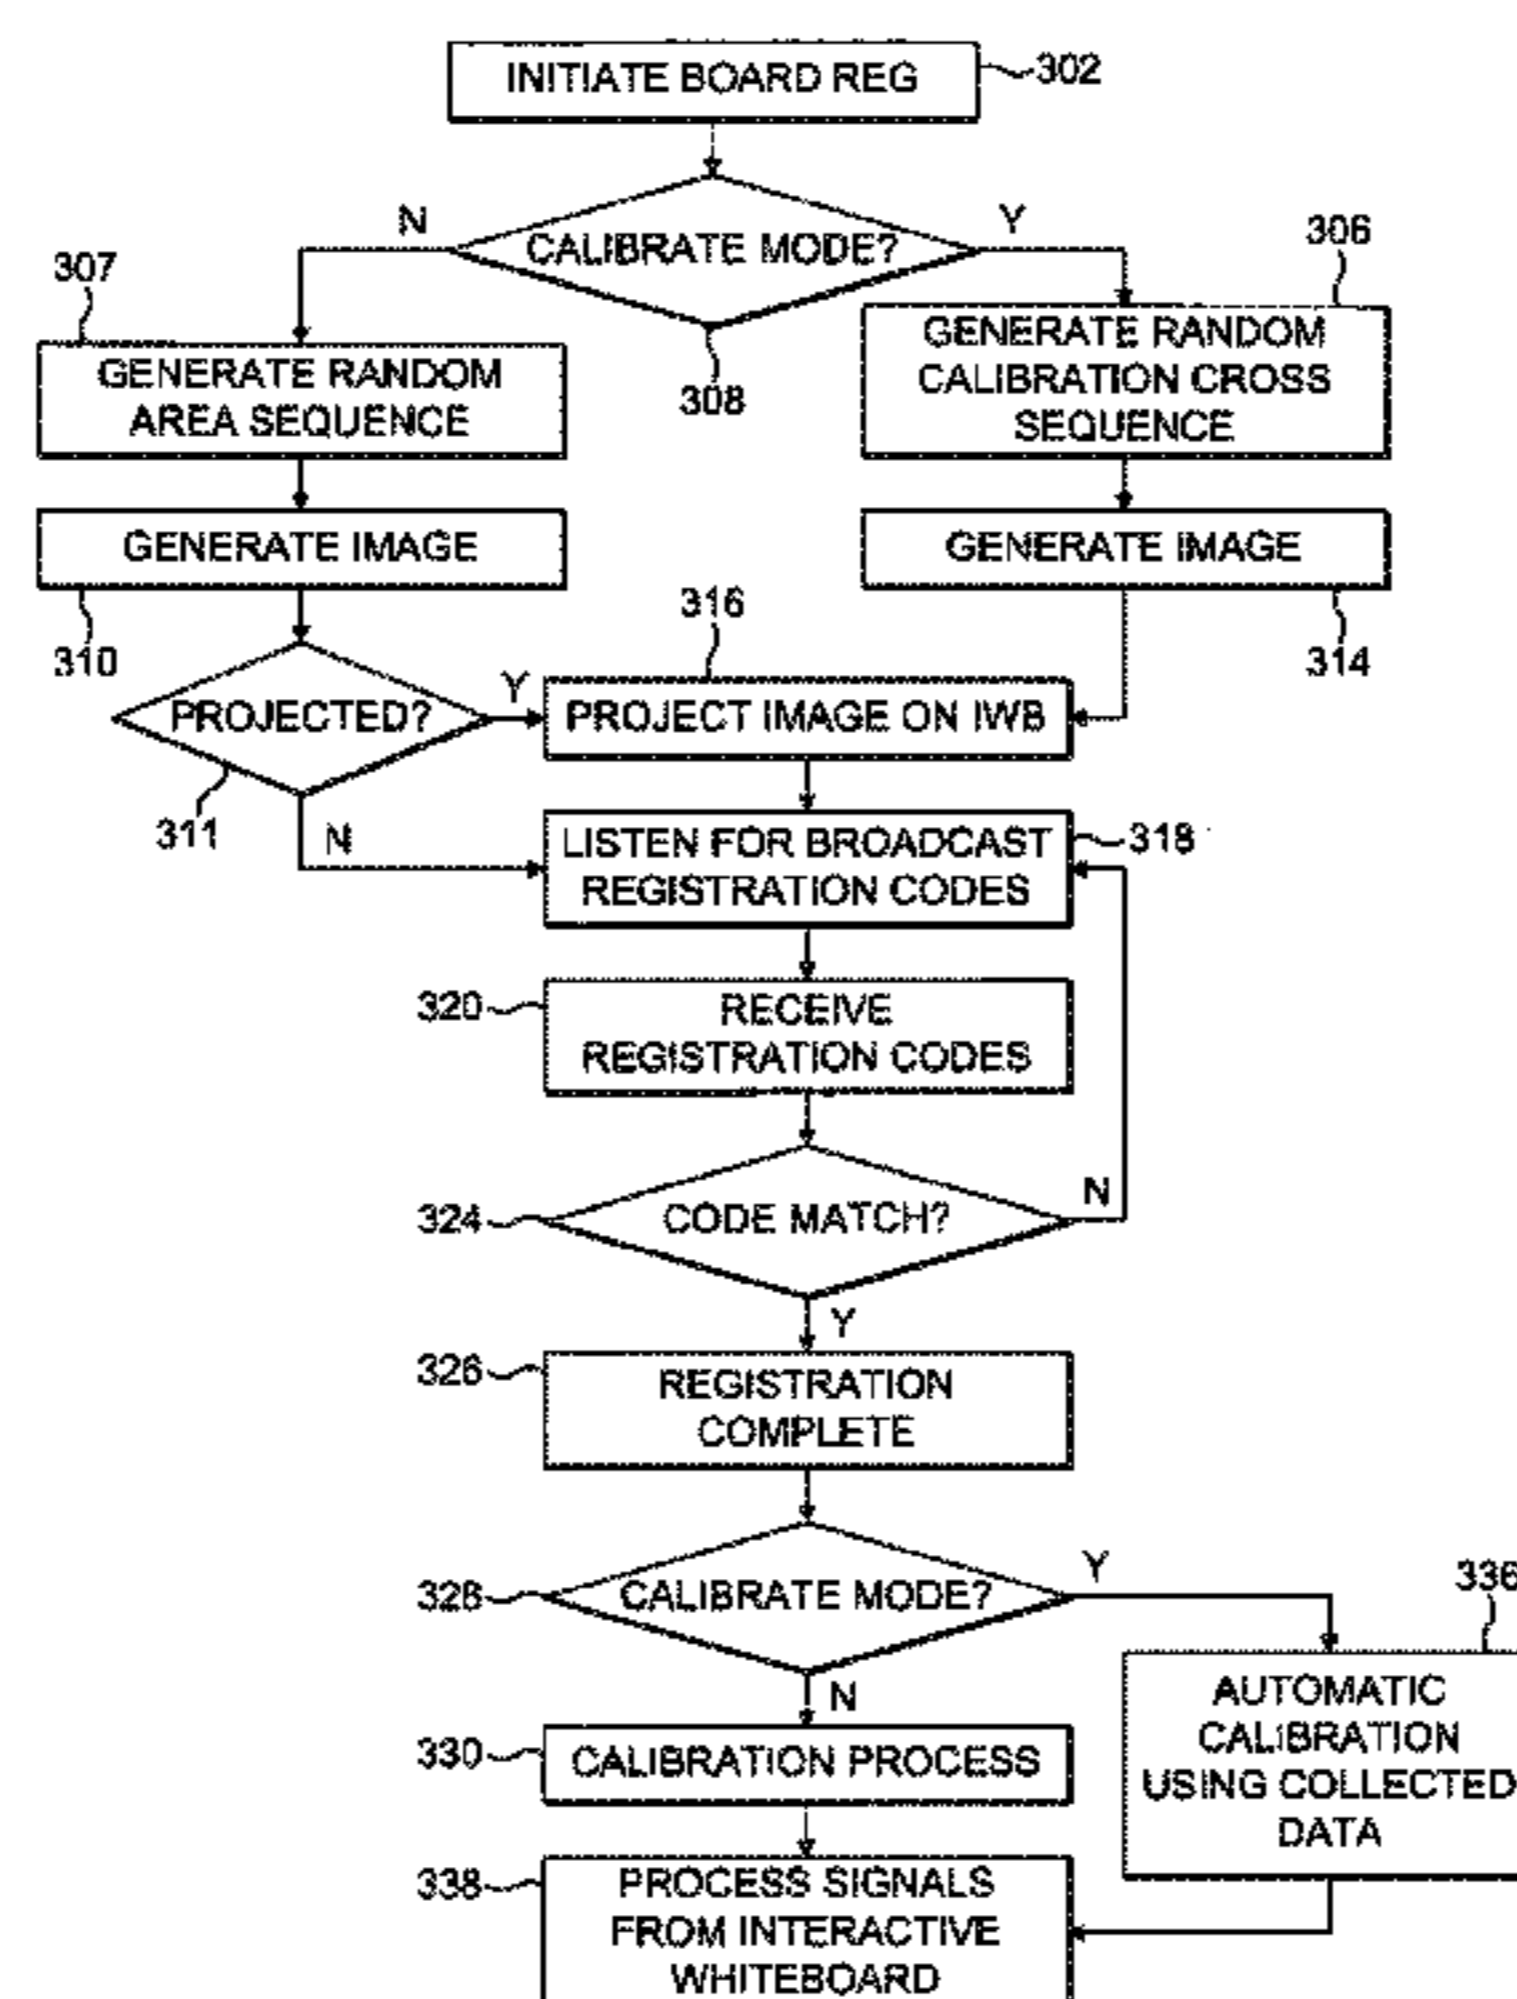 INITIATE BOARD REG
302
N
CALIBRATE MODE?
Y
308
307
306
GENERATE RANDOM
AREA SEQUENCE
GENERATE RANDOM
CALIBRATION CROSS
SEQUENCE
GENERATE IMAGE
310
GENERATE IMAGE
314
PROJECTED?
311
Y
N
316
PROJECT IMAGE ON IWB
LISTEN FOR BROADCAST
REGISTRATION CODES
318
320
RECEIVE
REGISTRATION CODES
324
CODE MATCH?
N
Y
326
REGISTRATION
COMPLETE
328
CALIBRATE MODE?
Y
N
336
330
CALIBRATION PROCESS
AUTOMATIC
CALIBRATION
USING COLLECTED
DATA
338
PROCESS SIGNALS
FROM INTERACTIVE
WHITEBOARD